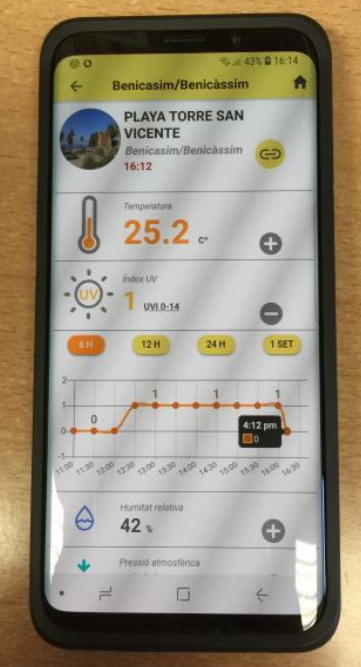 43% 16:14
Benicasim/Benicàssim
PLAYA TORRE SAN
VICENTE
Benicasim/Benicàssim
16:12
Temperatura
25.2 Cº
Índex UV
UV
1 UVI 0-14
6 H 12 H 24 H 1 SET
2
1
0
-1
0 1 1 1
4:12 pm
0
11:00 11:30 12:00 12:30 13:00 13:30 14:00 14:30 15:00 15:30 16:00 16:30
Humitat relativa
42 %
Pressió atmosfèrica